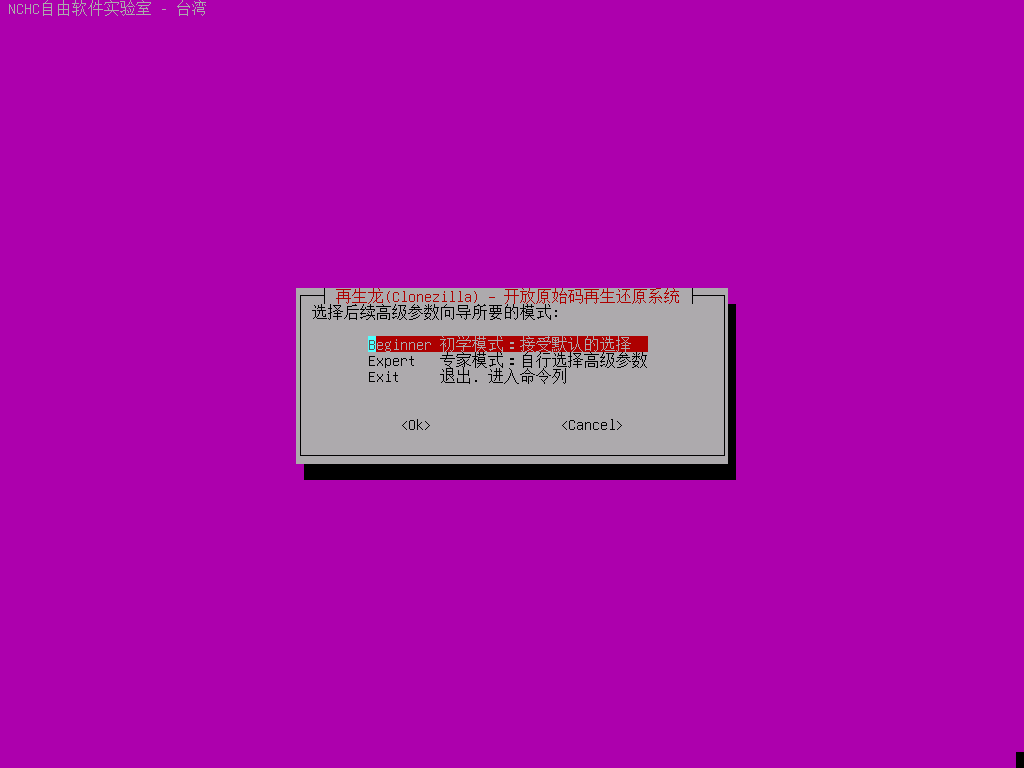 NCHC自由软件实验室 - 台湾
再生龙(Clonezilla) - 开放原始码再生还原系统
选择后续高级参数向导所要的模式:
Beginner 初学模式：接受默认的选择
Expert 专家模式：自行选择高级参数
Exit 退出. 进入命令列
<Ok> <Cancel>